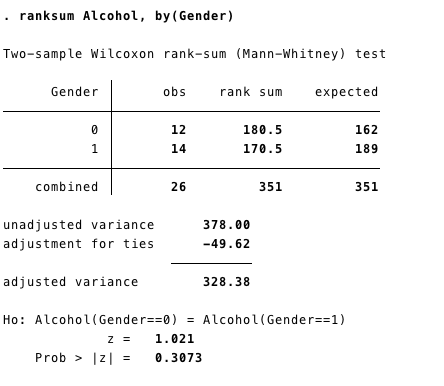 . ranksum Alcohol, by(Gender)
Two-sample Wilcoxon rank-sum (Mann-Whitney) test
Gender obs rank sum expected
0 12 180.5 162
1 14 170.5 189
combined 26 351 351
unadjusted variance 378.00
adjustment for ties -49.62
adjusted variance 328.38
Ho: Alcohol(Gender==0) = Alcohol(Gender==1)
z = 1.021
Prob > |z| = 0.3073